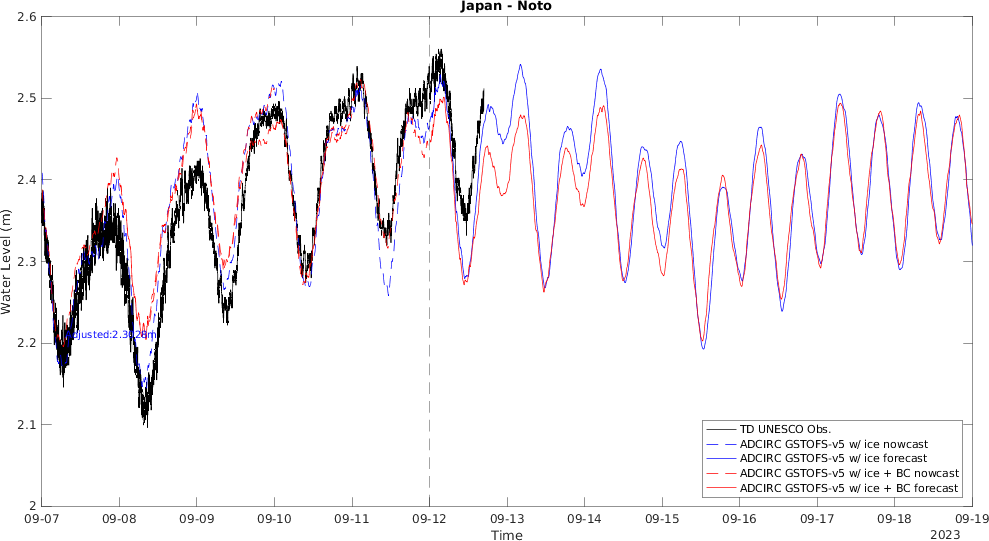 Japan - Noto
Water Level (m)
2.6
2.5
2.4
2.3
2.2
2.1
2
TD UNESCO Obs.
ADCIRC GSTOFS-v5 w/ ice nowcast
ADCIRC GSTOFS-v5 w/ ice forecast
ADCIRC GSTOFS-v5 w/ ice + BC nowcast
ADCIRC GSTOFS-v5 w/ ice + BC forecast
09-07 09-08 09-09 09-10 09-11 09-12 09-13 09-14 09-15 09-16 09-17 09-18 09-19
Time
2023